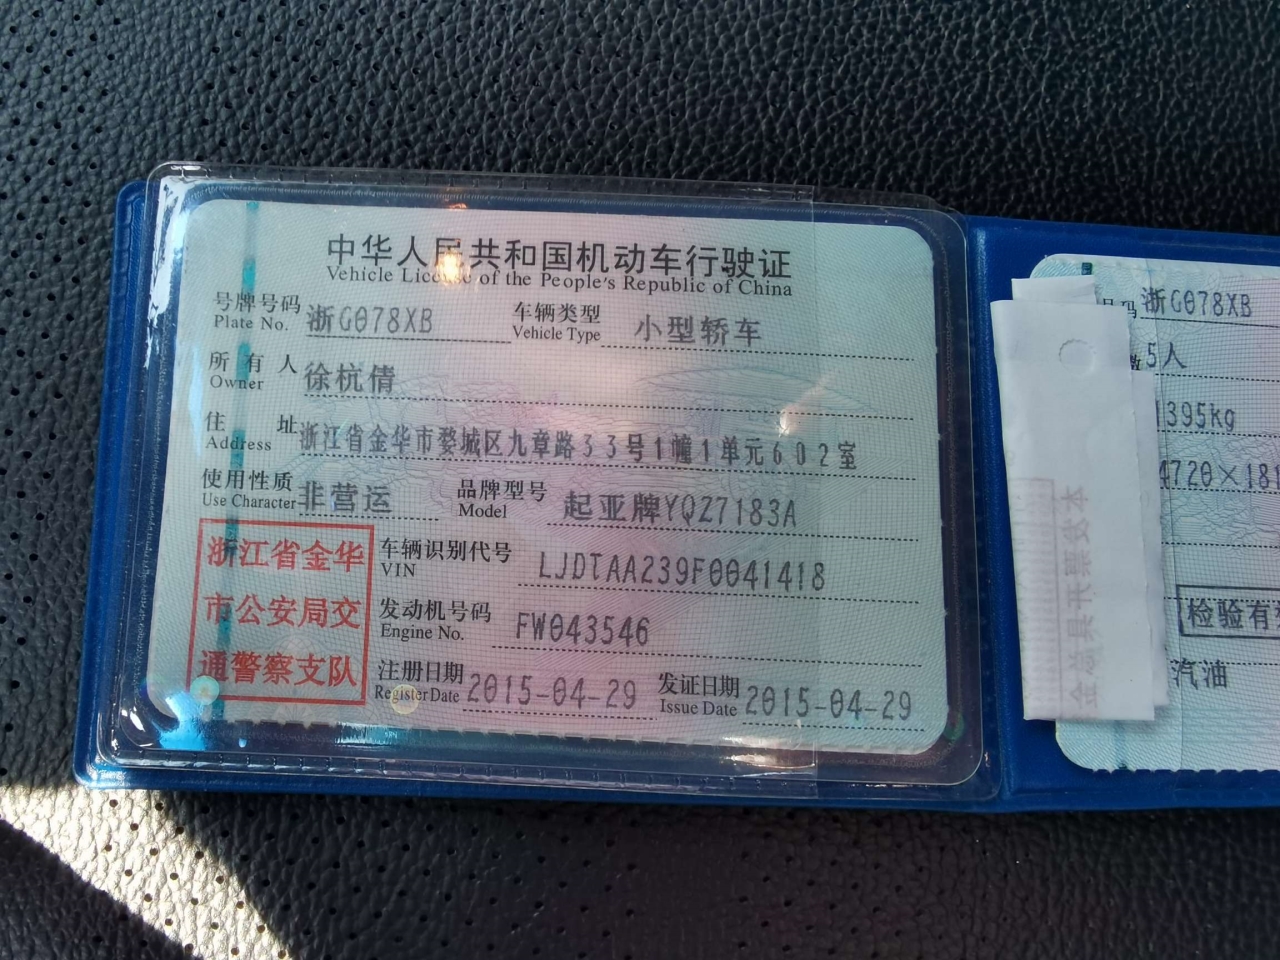 中华人民共和国机动车行驶证
Vehicle License of the People's Republic of China
号牌号码 浙G078XB 车辆类型 小型轿车
Plate No. Vehicle Type
所有人 徐杭倩
Owner
住址 浙江省金华市婺城区九章路33号1幢1单元602室
Address
使用性质 非营运 品牌型号 起亚牌YQZ7183A
Use Character Model
浙江省金华
市公安局交
通警察支队
车辆识别代号 LJDTAA239F0041418
VIN
发动机号码 FW043546
Engine No.
注册日期 2015-04-29 发证日期 2015-04-29
Register Date Issue Date
号码 浙G078XB
5人
1395kg
4720×181
检验有
汽油